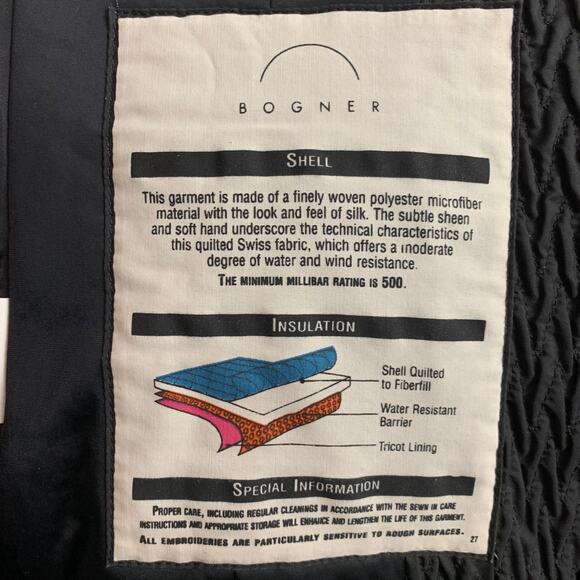 BOGNER
SHELL
This garment is made of a finely woven polyester microfiber
material with the look and feel of silk. The subtle sheen
and soft hand underscore the technical characteristics of
this quilted Swiss fabric, which offers a moderate
degree of water and wind resistance.
THE MINIMUM MILLIBAR RATING IS 500.
INSULATION
Shell Quilted
to Fiberfill
Water Resistant
Barrier
Tricot Lining
SPECIAL INFORMATION
PROPER CARE, INCLUDING REGULAR CLEANINGS IN ACCORDANCE WITH THE SEWN IN CARE
INSTRUCTIONS AND APPROPRIATE STORAGE WILL ENHANCE AND LENGTHEN THE LIFE OF THIS GARMENT.
ALL EMBROIDERIES ARE PARTICULARLY SENSITIVE TO ROUGH SURFACES. 27